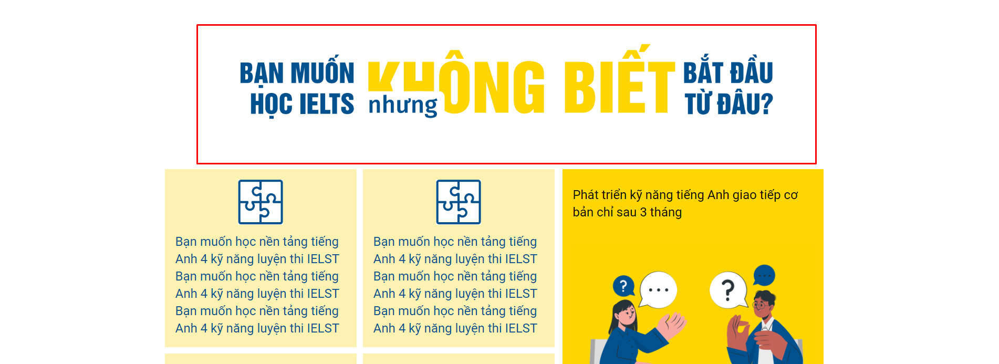 BẠN MUỐN
HỌC IELTS
nhưng
KHÔNG BIẾT
BẮT ĐẦU
TỪ ĐÂU?
Bạn muốn học nền tảng tiếng
Anh 4 kỹ năng luyện thi IELST
Bạn muốn học nền tảng tiếng
Anh 4 kỹ năng luyện thi IELST
Bạn muốn học nền tảng tiếng
Anh 4 kỹ năng luyện thi IELST
Bạn muốn học nền tảng tiếng
Anh 4 kỹ năng luyện thi IELST
Bạn muốn học nền tảng tiếng
Anh 4 kỹ năng luyện thi IELST
Bạn muốn học nền tảng tiếng
Anh 4 kỹ năng luyện thi IELST
Phát triển kỹ năng tiếng Anh giao tiếp cơ
bản chỉ sau 3 tháng
?
...
?
...